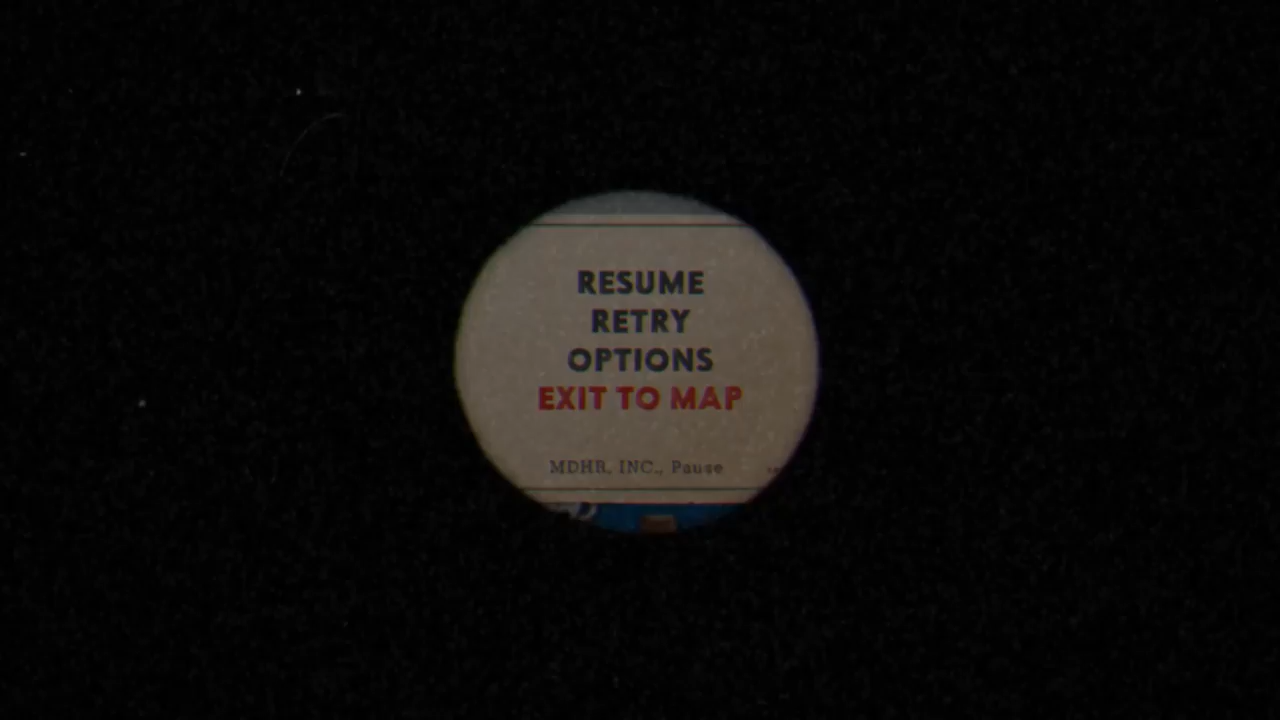 RESUME
RETRY
OPTIONS
EXIT TO MAP
MDHR, INC., Pause